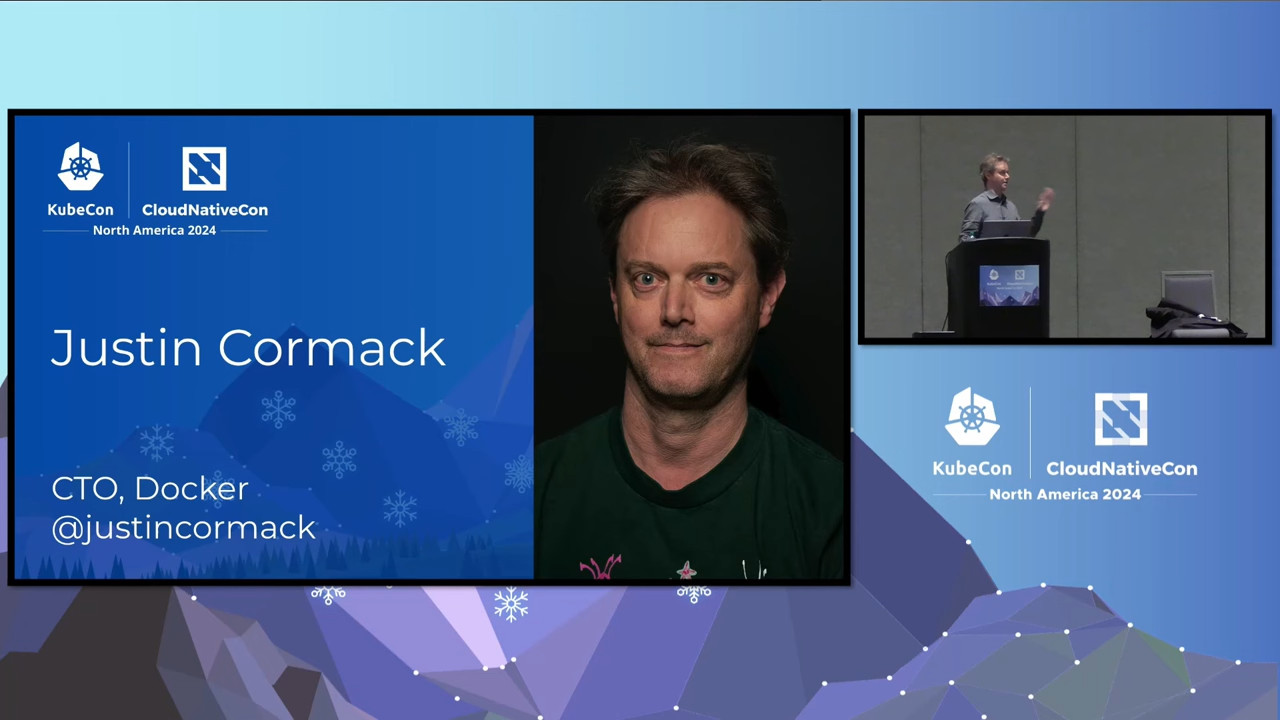 KubeCon
CloudNativeCon
North America 2024
Justin Cormack
CTO, Docker
@justincormack
KubeCon
CloudNativeCon
North America 2024